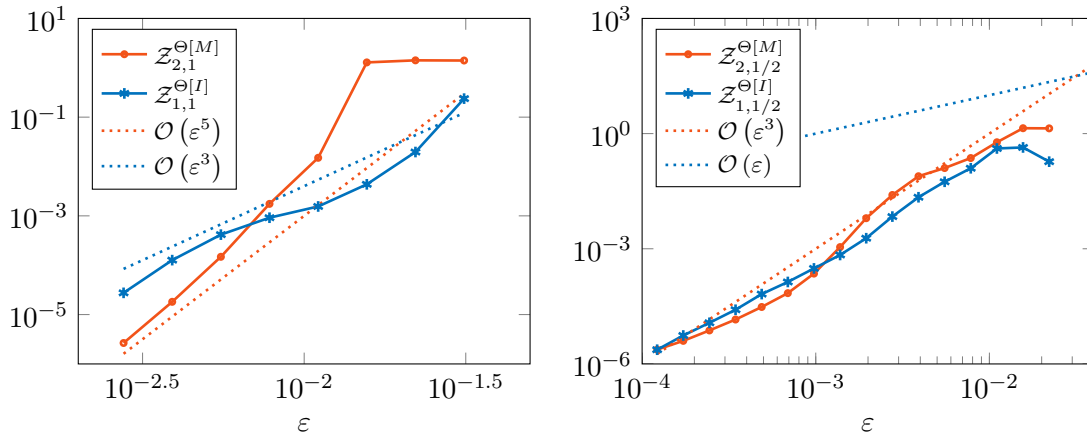 10^1
10^{-1}
10^{-3}
10^{-5}
𝒵_{2,1}^{Θ[M]}
𝒵_{1,1}^{Θ[I]}
𝒪 (ε^5)
𝒪 (ε^3)
10^{-2.5} 10^{-2} 10^{-1.5}
ε
10^3
10^0
10^{-3}
10^{-6}
𝒵_{2,1/2}^{Θ[M]}
𝒵_{1,1/2}^{Θ[I]}
𝒪 (ε^3)
𝒪 (ε)
10^{-4} 10^{-3} 10^{-2}
ε